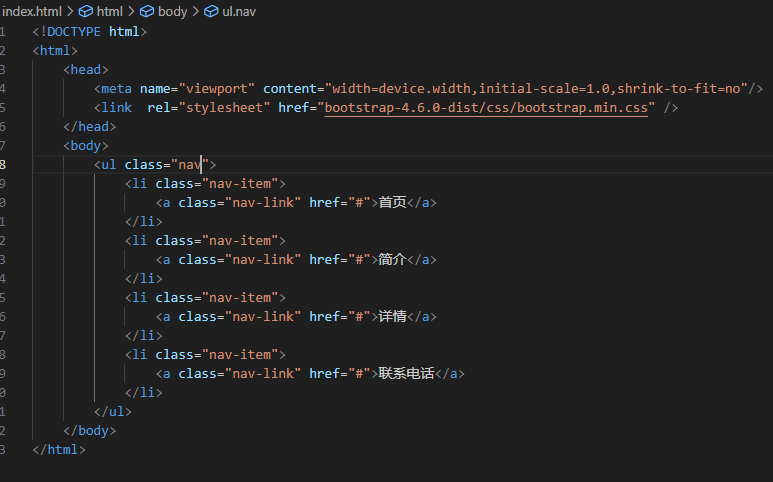 index.html > html > body > ul.nav
1 <!DOCTYPE html>
2 <html>
3 <head>
4 <meta name="viewport" content="width=device.width,initial-scale=1.0,shrink-to-fit=no"/>
5 <link  rel="stylesheet" href="bootstrap-4.6.0-dist/css/bootstrap.min.css" />
6 </head>
7 <body>
8 <ul class="nav">
9 <li class="nav-item">
0 <a class="nav-link" href="#">首页</a>
1 </li>
2 <li class="nav-item">
3 <a class="nav-link" href="#">简介</a>
4 </li>
5 <li class="nav-item">
6 <a class="nav-link" href="#">详情</a>
7 </li>
8 <li class="nav-item">
9 <a class="nav-link" href="#">联系电话</a>
0 </li>
1 </ul>
2 </body>
3 </html>